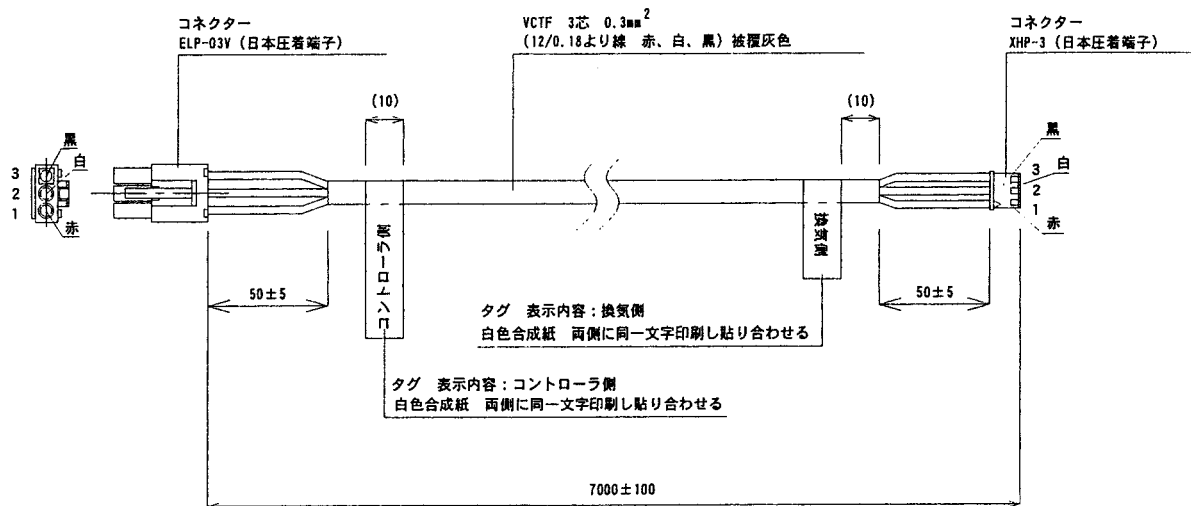 コネクター
ELP-03V (日本圧着端子)
VCTF 3芯 0.3mm2
(12/0.18より線 赤、白、黒) 被覆灰色
コネクター
XHP-3 (日本圧着端子)
(10)
(10)
黒
白
3
2
1
赤
黒
白
3
2
1
赤
コントローラ側
換気側
50±5
50±5
タグ 表示内容:換気側
白色合成紙 両側に同一文字印刷し貼り合わせる
タグ 表示内容:コントローラ側
白色合成紙 両側に同一文字印刷し貼り合わせる
7000±100